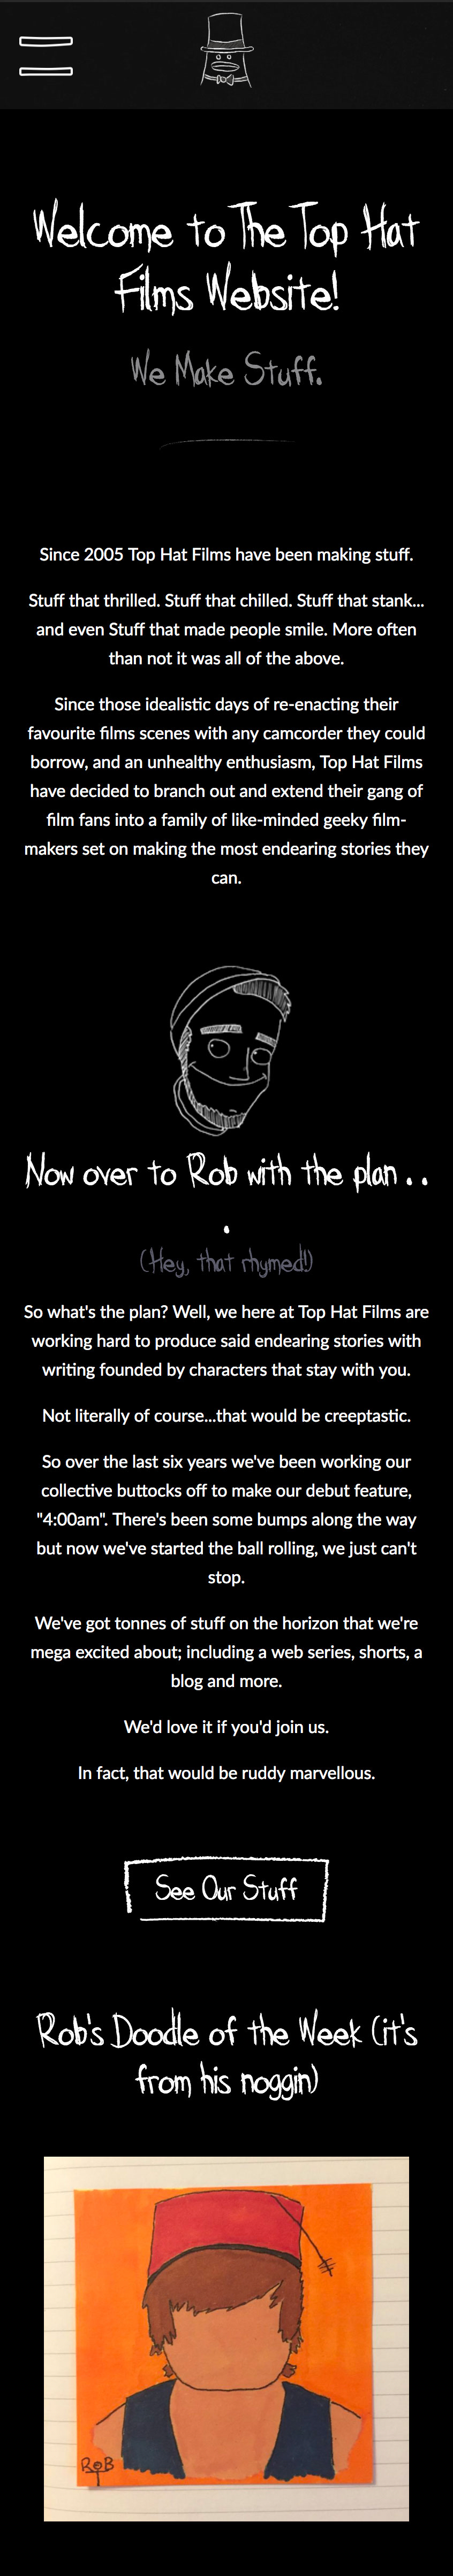 Welcome to The Top Hat
Films Website!
We Make Stuff.
Since 2005 Top Hat Films have been making stuff.
Stuff that thrilled. Stuff that chilled. Stuff that stank...
and even Stuff that made people smile. More often
than not it was all of the above.
Since those idealistic days of re-enacting their
favourite films scenes with any camcorder they could
borrow, and an unhealthy enthusiasm, Top Hat Films
have decided to branch out and extend their gang of
film fans into a family of like-minded geeky film-
makers set on making the most endearing stories they
can.
Now over to Rob with the plan . .
.
(Hey, that rhymed!)
So what's the plan? Well, we here at Top Hat Films are
working hard to produce said endearing stories with
writing founded by characters that stay with you.
Not literally of course...that would be creeptastic.
So over the last six years we've been working our
collective buttocks off to make our debut feature,
"4:00am". There's been some bumps along the way
but now we've started the ball rolling, we just can't
stop.
We've got tonnes of stuff on the horizon that we're
mega excited about; including a web series, shorts, a
blog and more.
We'd love it if you'd join us.
In fact, that would be ruddy marvellous.
See Our Stuff
Rob's Doodle of the Week (it's
from his noggin)
ROB